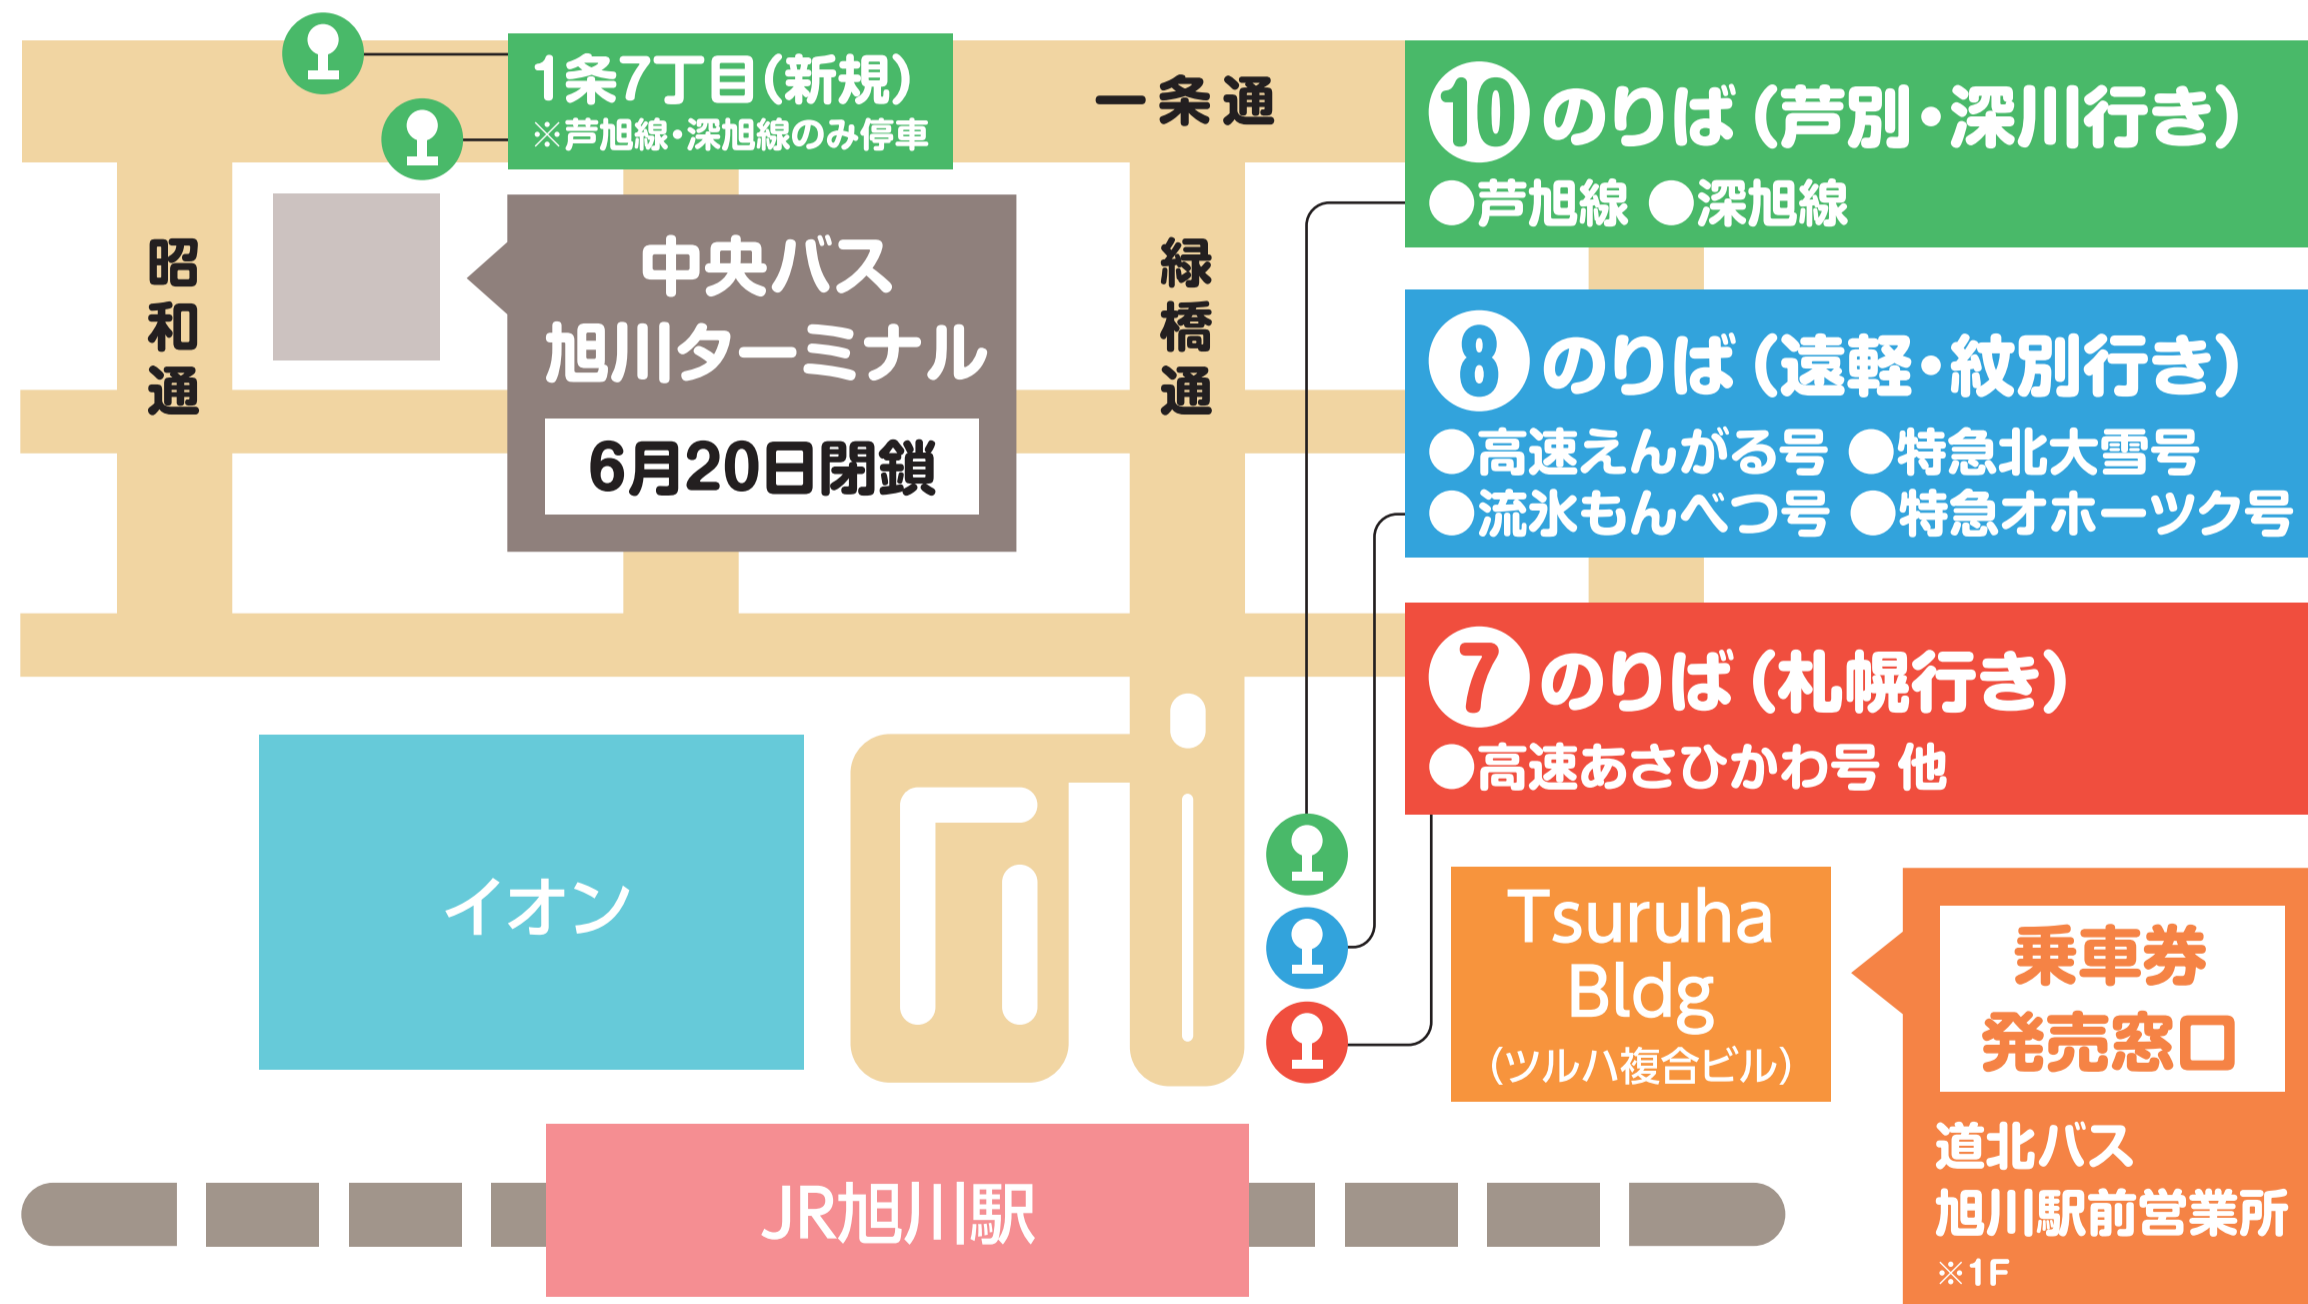 1条7丁目(新規)
※芦旭線・深旭線のみ停車
一条通
昭和通
中央バス
旭川ターミナル
6月20日閉鎖
緑橋通
10 のりば(芦別・深川行き)
●芦旭線 ●深旭線
8 のりば(遠軽・紋別行き)
●高速えんがる号 ●特急北大雪号
●流氷もんべつ号 ●特急オホーツク号
7 のりば(札幌行き)
●高速あさひかわ号 他
イオン
Tsuruha
Bldg
(ツルハ複合ビル)
乗車券
発売窓口
道北バス
旭川駅前営業所
※1F
JR旭川駅